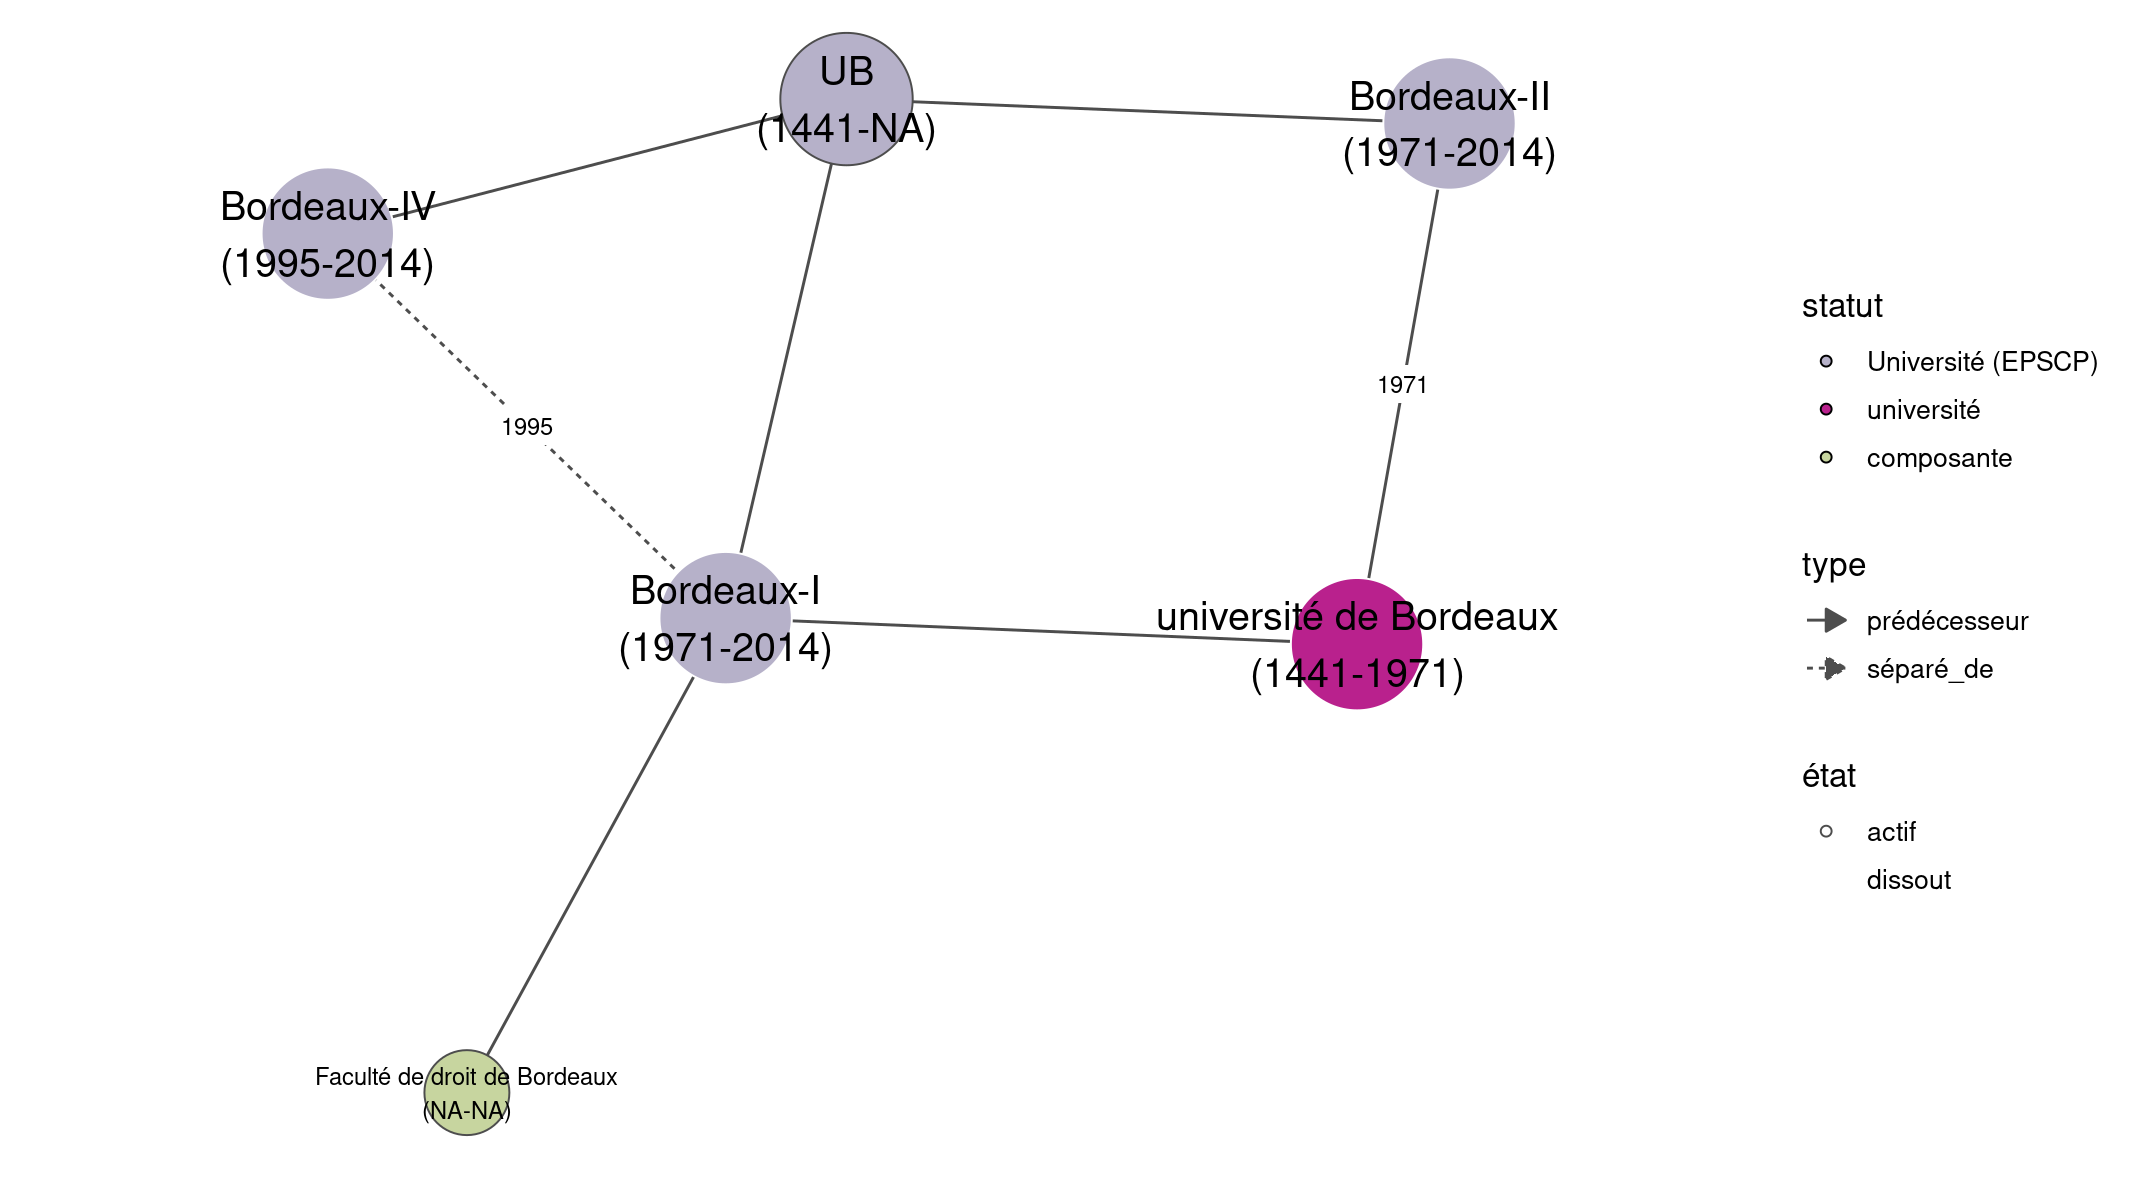 UB
(1441-NA)
Bordeaux-II
(1971-2014)
Bordeaux-IV
(1995-2014)
1971
1995
Bordeaux-I
(1971-2014)
université de Bordeaux
(1441-1971)
Faculté de droit de Bordeaux
(NA-NA)
statut
Université (EPSCP)
université
composante
type
prédécesseur
séparé_de
état
actif
dissout